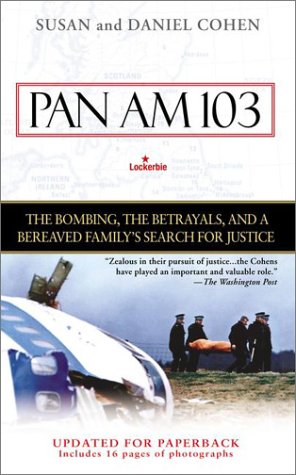 SUSAN and DANIEL COHEN
PAN AM 103
Lockerbie
THE BOMBING, THE BETRAYALS, AND A
BEREAVED FAMILY'S SEARCH FOR JUSTICE
"Zealous in their pursuit of justice...the Cohens
have played an important and valuable role."
—The Washington Post
UPDATED FOR PAPERBACK
Includes 16 pages of photographs